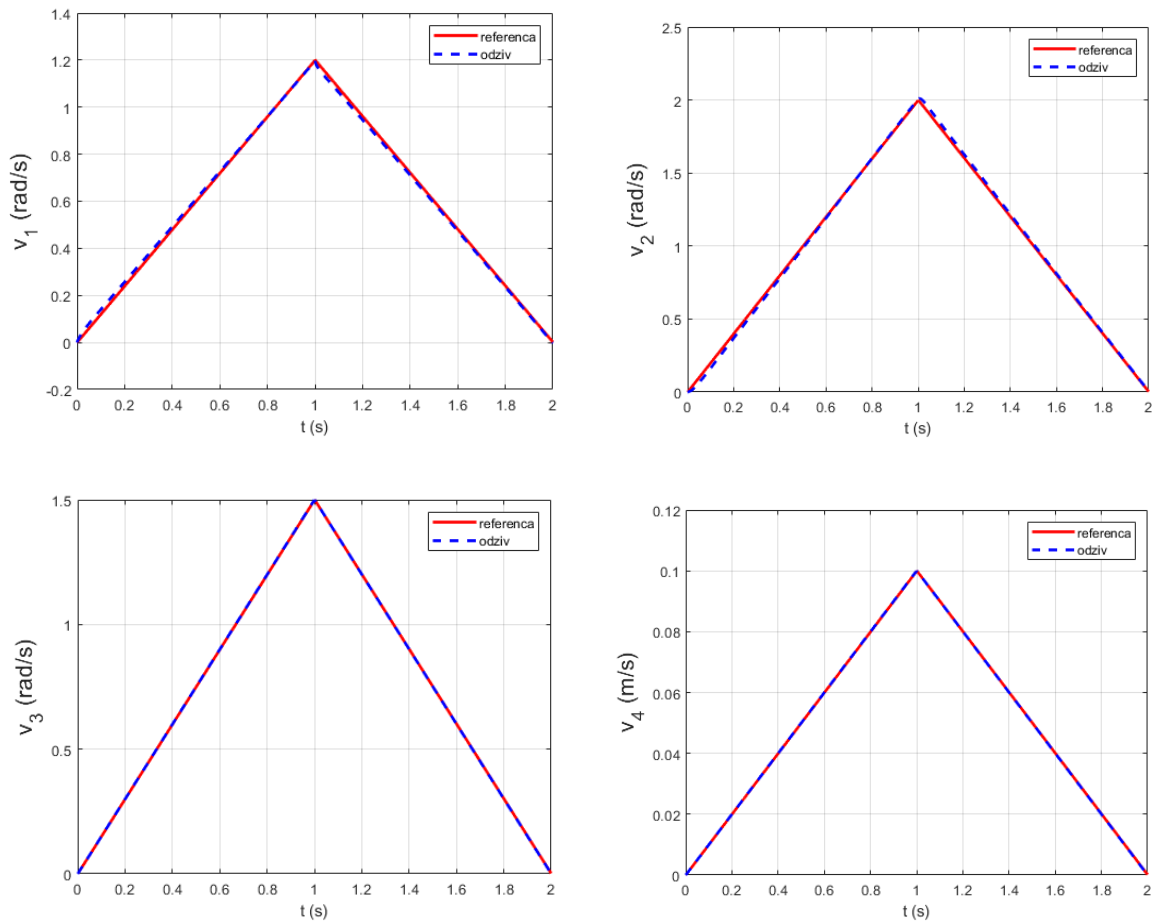 1.4
1.2
1
0.8
0.6
0.4
0.2
0
-0.2
v1 (rad/s)
referenca
odziv
0 0.2 0.4 0.6 0.8 1 1.2 1.4 1.6 1.8 2
t (s)
2.5
2
1.5
1
0.5
0
v2 (rad/s)
referenca
odziv
0 0.2 0.4 0.6 0.8 1 1.2 1.4 1.6 1.8 2
t (s)
1.5
1
0.5
0
v3 (rad/s)
referenca
odziv
0 0.2 0.4 0.6 0.8 1 1.2 1.4 1.6 1.8 2
t (s)
0.12
0.1
0.08
0.06
0.04
0.02
0
v4 (m/s)
referenca
odziv
0 0.2 0.4 0.6 0.8 1 1.2 1.4 1.6 1.8 2
t (s)